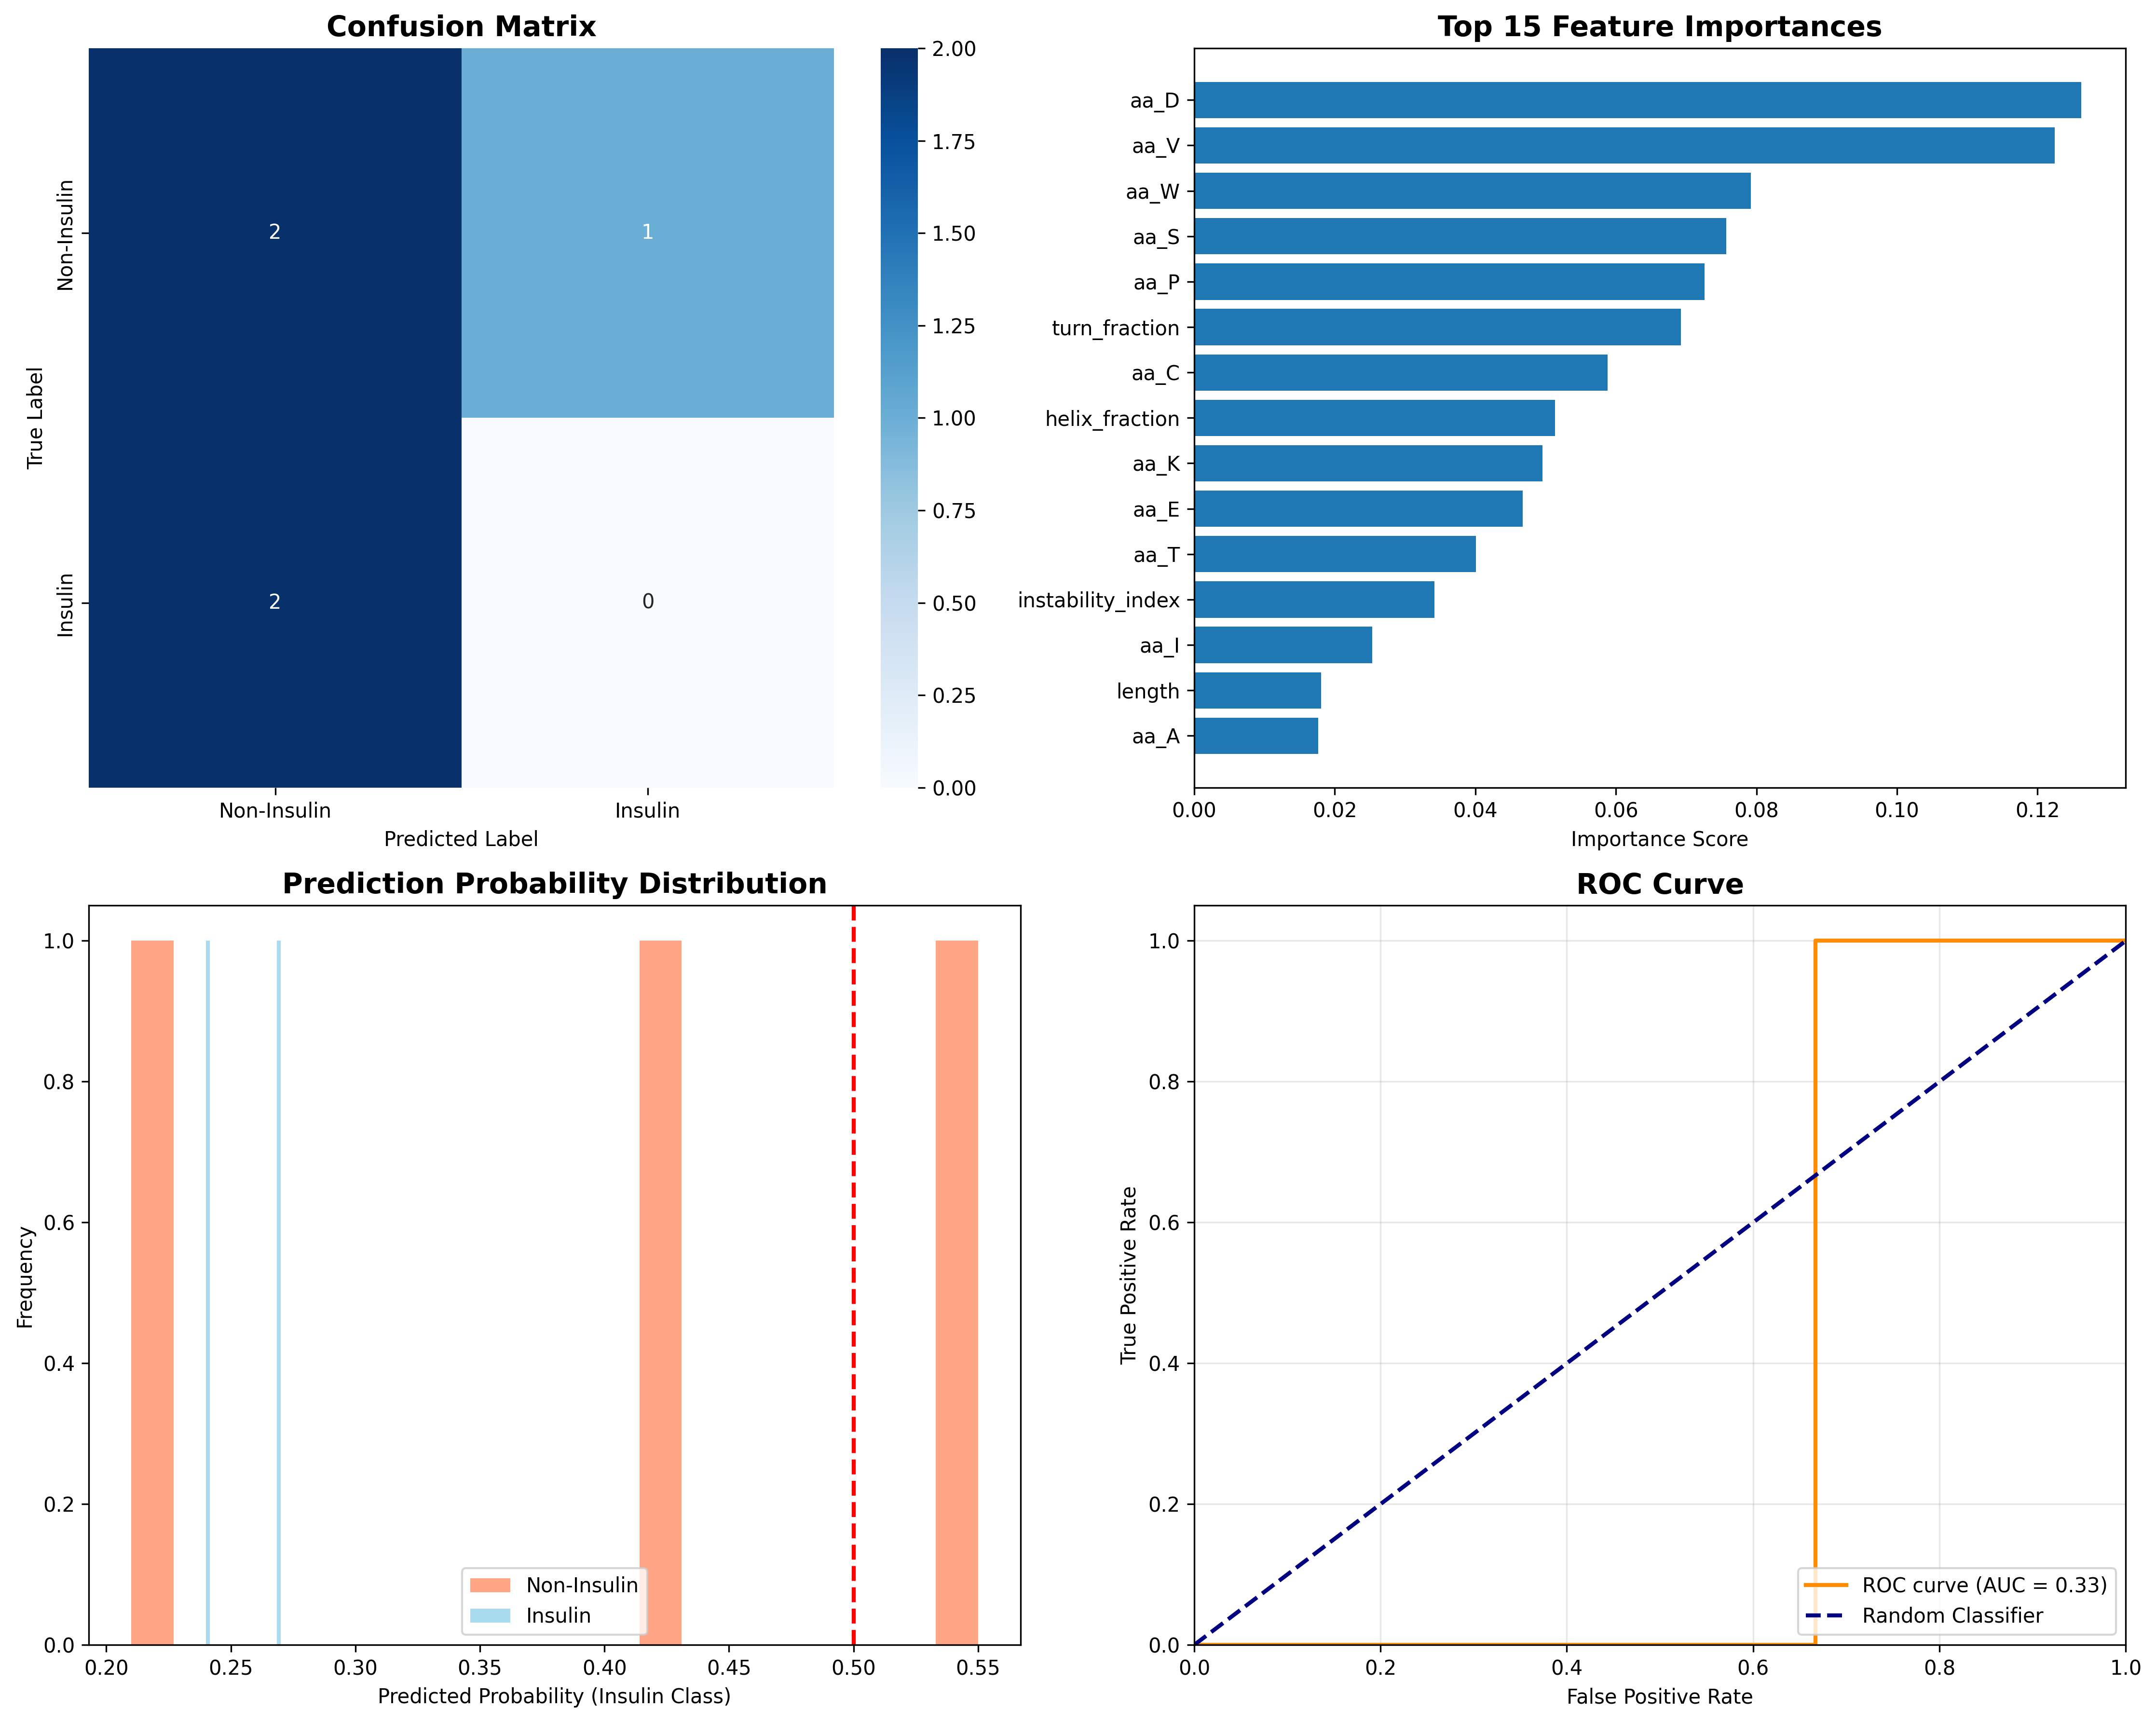 Confusion Matrix
True Label
Non-Insulin
Insulin
2
1
2
0
Non-Insulin
Insulin
Predicted Label
2.00
1.75
1.50
1.25
1.00
0.75
0.50
0.25
0.00
Top 15 Feature Importances
aa_D
aa_V
aa_W
aa_S
aa_P
turn_fraction
aa_C
helix_fraction
aa_K
aa_E
aa_T
instability_index
aa_I
length
aa_A
0.00 0.02 0.04 0.06 0.08 0.10 0.12
Importance Score
Prediction Probability Distribution
Frequency
1.0
0.8
0.6
0.4
0.2
0.0
Non-Insulin
Insulin
0.20 0.25 0.30 0.35 0.40 0.45 0.50 0.55
Predicted Probability (Insulin Class)
ROC Curve
True Positive Rate
1.0
0.8
0.6
0.4
0.2
0.0
ROC curve (AUC = 0.33)
Random Classifier
0.0 0.2 0.4 0.6 0.8 1.0
False Positive Rate